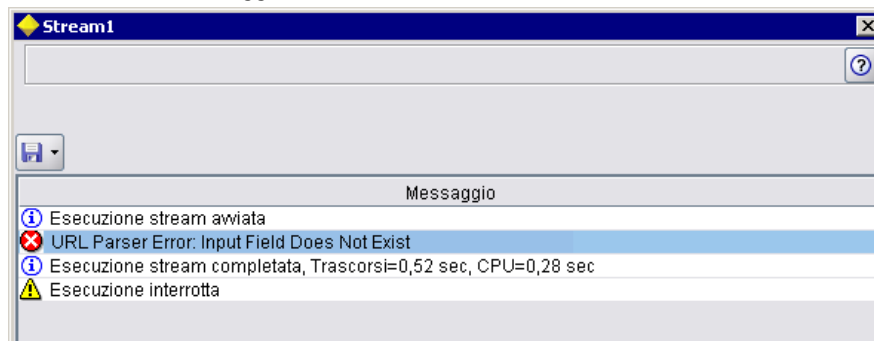 Stream1
Messaggio
Esecuzione stream avviata
URL Parser Error: Input Field Does Not Exist
Esecuzione stream completata, Trascorsi=0,52 sec, CPU=0,28 sec
Esecuzione interrotta